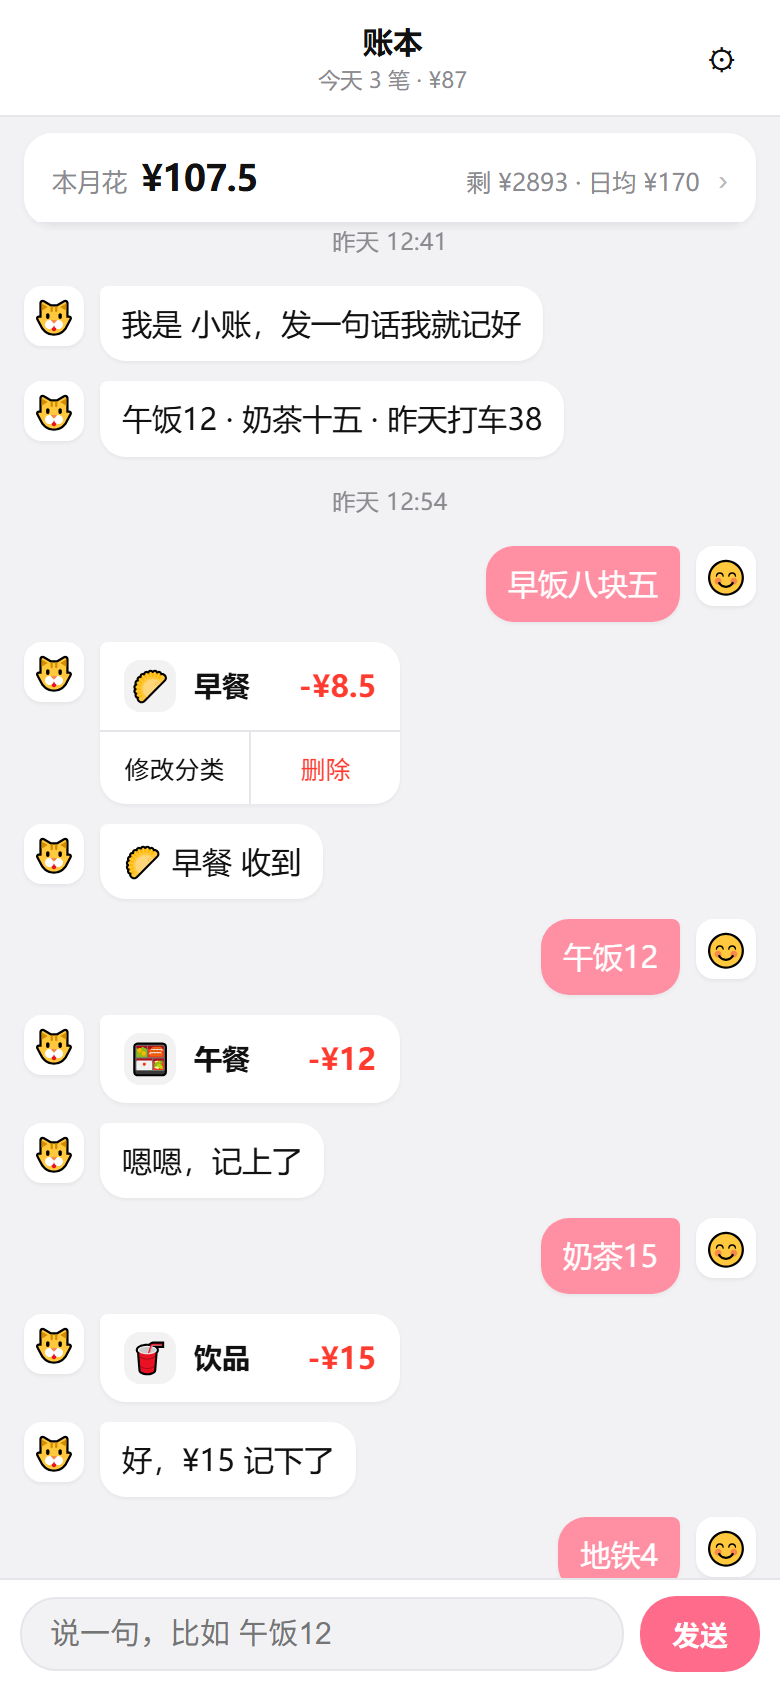 账本
今天 3 笔 · ¥87
本月花 ¥107.5
剩 ¥2893 · 日均 ¥170 ›
昨天 12:41
我是 小账，发一句话我就记好
午饭12 · 奶茶十五 · 昨天打车38
昨天 12:54
早饭八块五
早餐 -¥8.5
修改分类 删除
早餐 收到
午饭12
午餐 -¥12
嗯嗯，记上了
奶茶15
饮品 -¥15
好，¥15 记下了
地铁4
说一句，比如 午饭12
发送